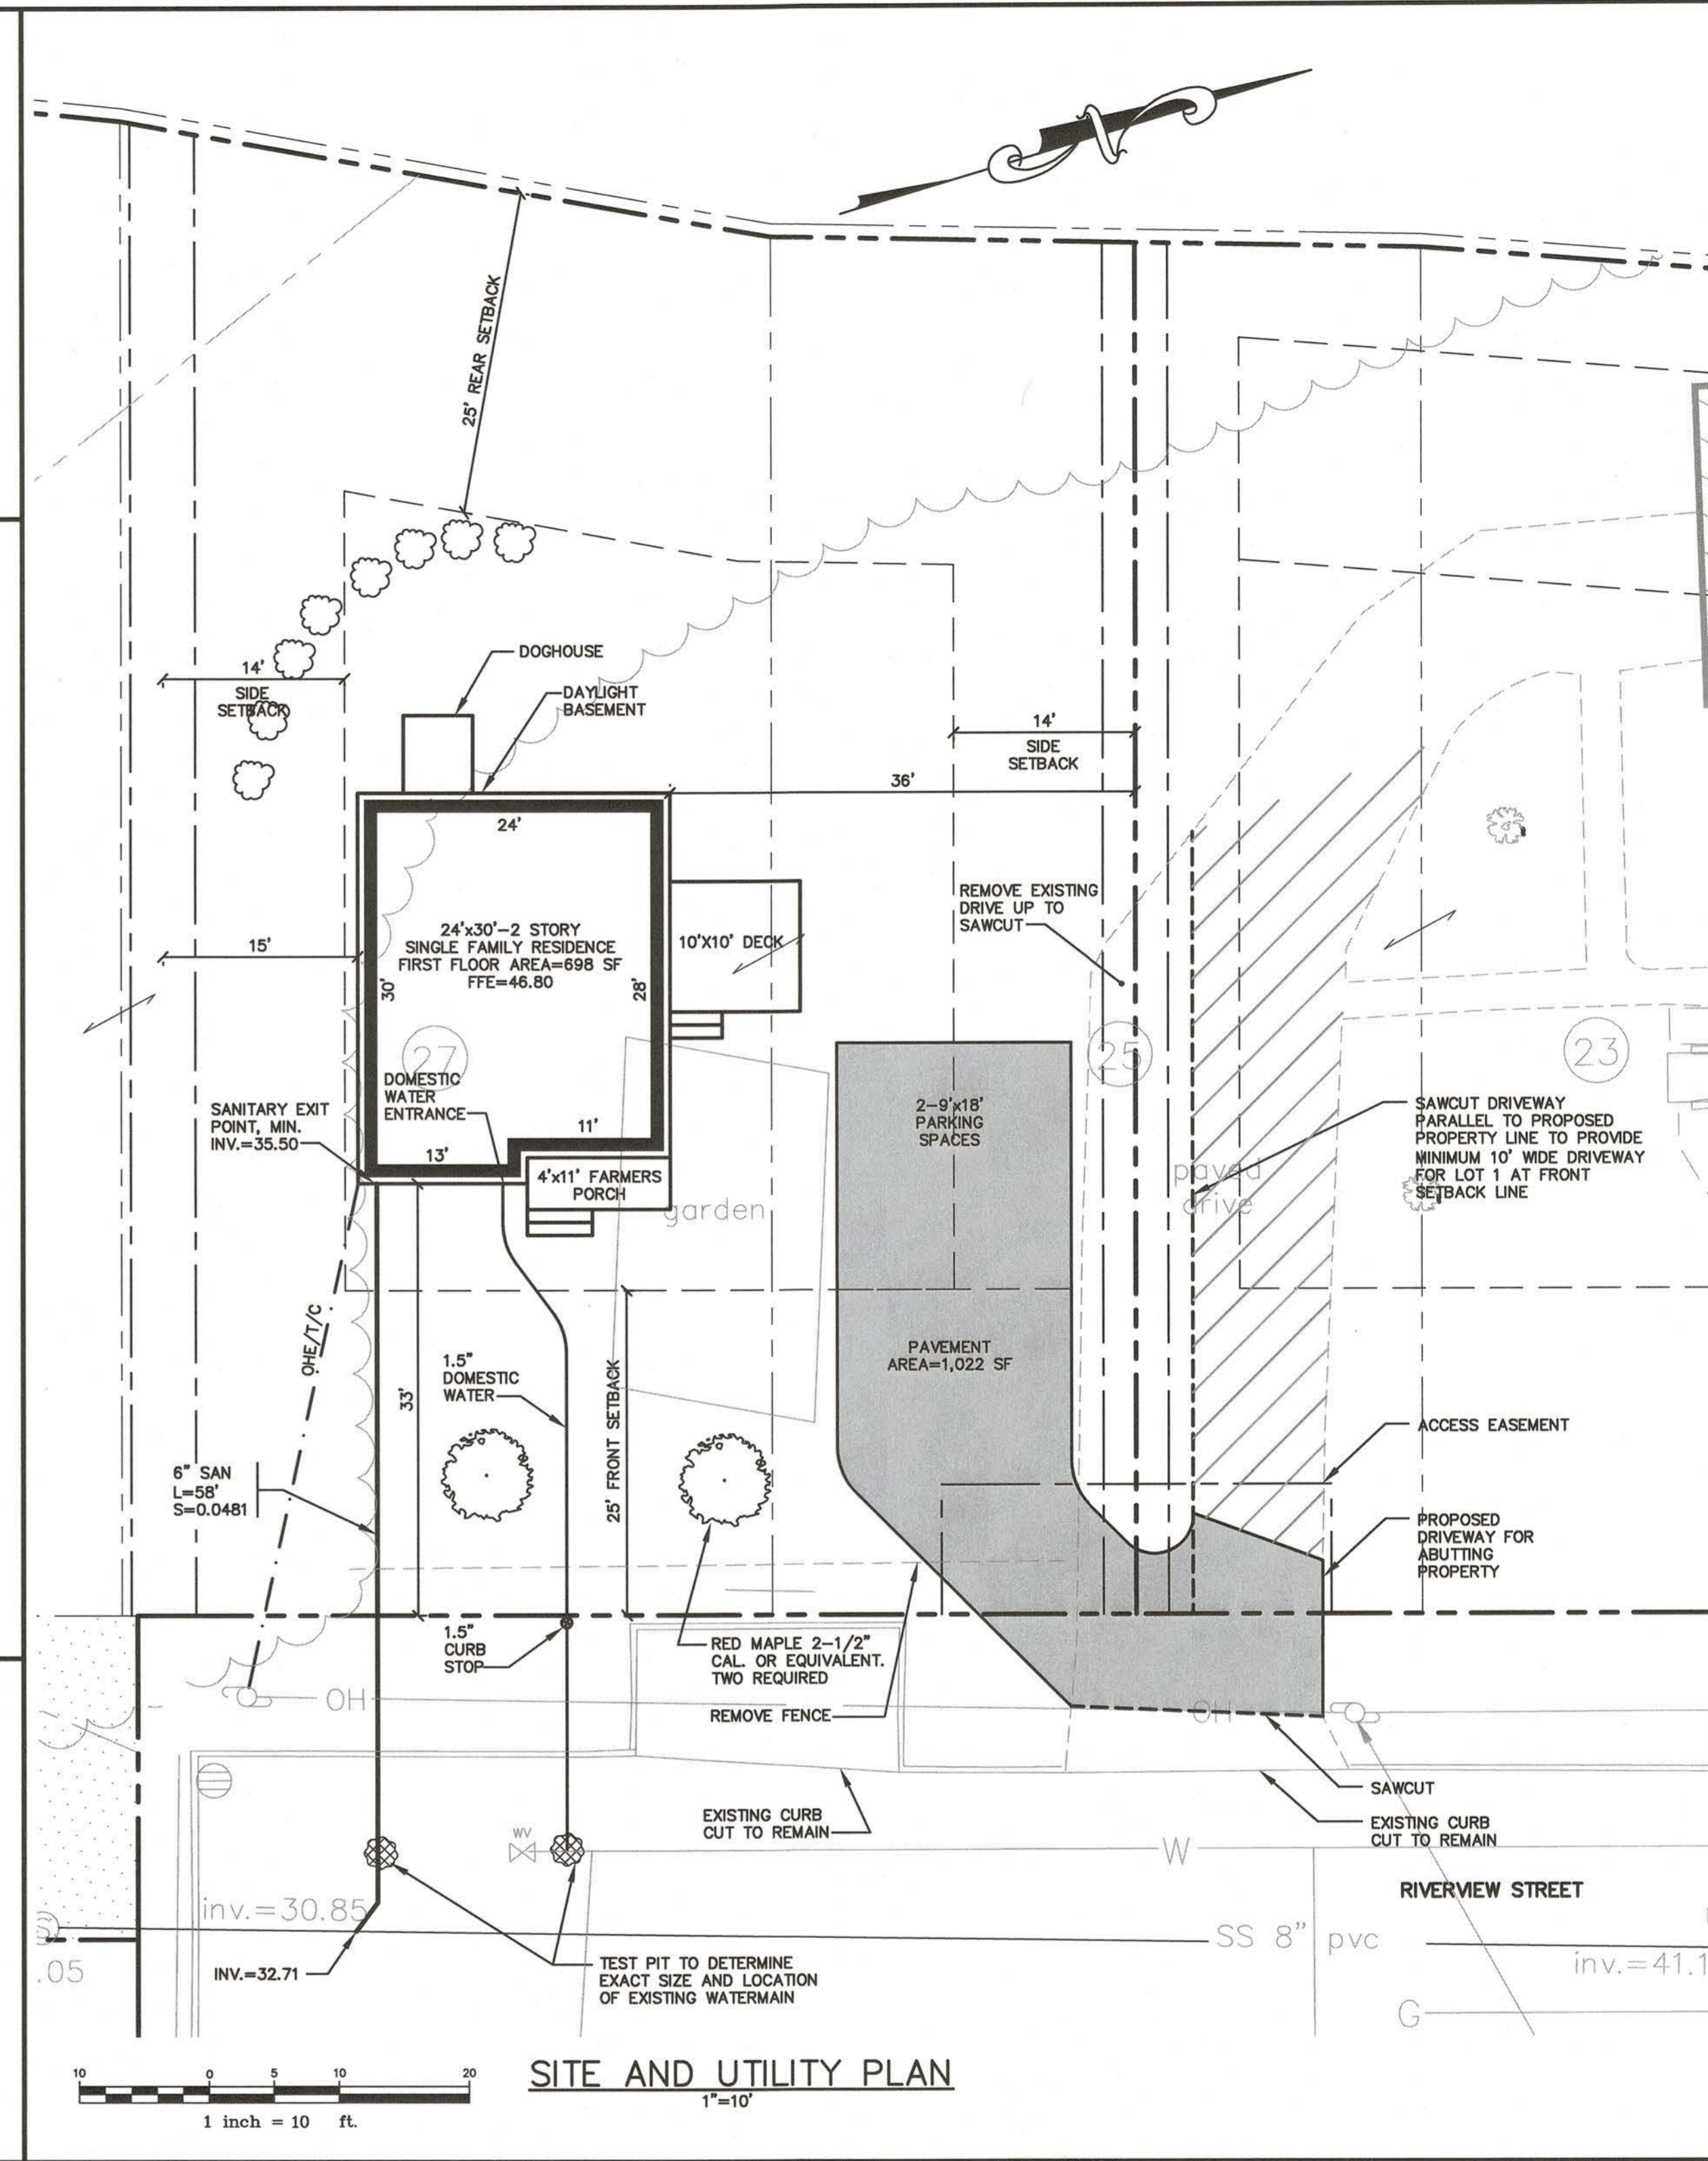 N
25' REAR SETBACK
DOGHOUSE
14'
SIDE
SETBACK
DAYLIGHT
BASEMENT
14'
SIDE
SETBACK
36'
24'
REMOVE EXISTING
DRIVE UP TO
SAWCUT
24'x30'-2 STORY
SINGLE FAMILY RESIDENCE
FIRST FLOOR AREA=698 SF
FFE=46.80
10'X10' DECK
15'
30'
28'
27
25
23
DOMESTIC
WATER
ENTRANCE
SANITARY EXIT
POINT, MIN.
INV.=35.50
2-9'x18'
PARKING
SPACES
SAWCUT DRIVEWAY
PARALLEL TO PROPOSED
PROPERTY LINE TO PROVIDE
MINIMUM 10' WIDE DRIVEWAY
FOR LOT 1 AT FRONT
SETBACK LINE
11'
13'
4'x11' FARMERS
PORCH
garden
paved
drive
OHE/T/C
33'
1.5"
DOMESTIC
WATER
25' FRONT SETBACK
PAVEMENT
AREA=1,022 SF
ACCESS EASEMENT
6" SAN
L=58'
S=0.0481
PROPOSED
DRIVEWAY FOR
ABUTTING
PROPERTY
1.5"
CURB
STOP
RED MAPLE 2-1/2"
CAL. OR EQUIVALENT.
TWO REQUIRED
REMOVE FENCE
OH
OH
SAWCUT
EXISTING CURB
CUT TO REMAIN
EXISTING CURB
CUT TO REMAIN
WV
W
RIVERVIEW STREET
inv.=30.85
S
SS 8" pvc
.05
INV.=32.71
TEST PIT TO DETERMINE
EXACT SIZE AND LOCATION
OF EXISTING WATERMAIN
inv.=41.1
G
10 0 5 10 20
1 inch = 10 ft.
SITE AND UTILITY PLAN
1"=10'